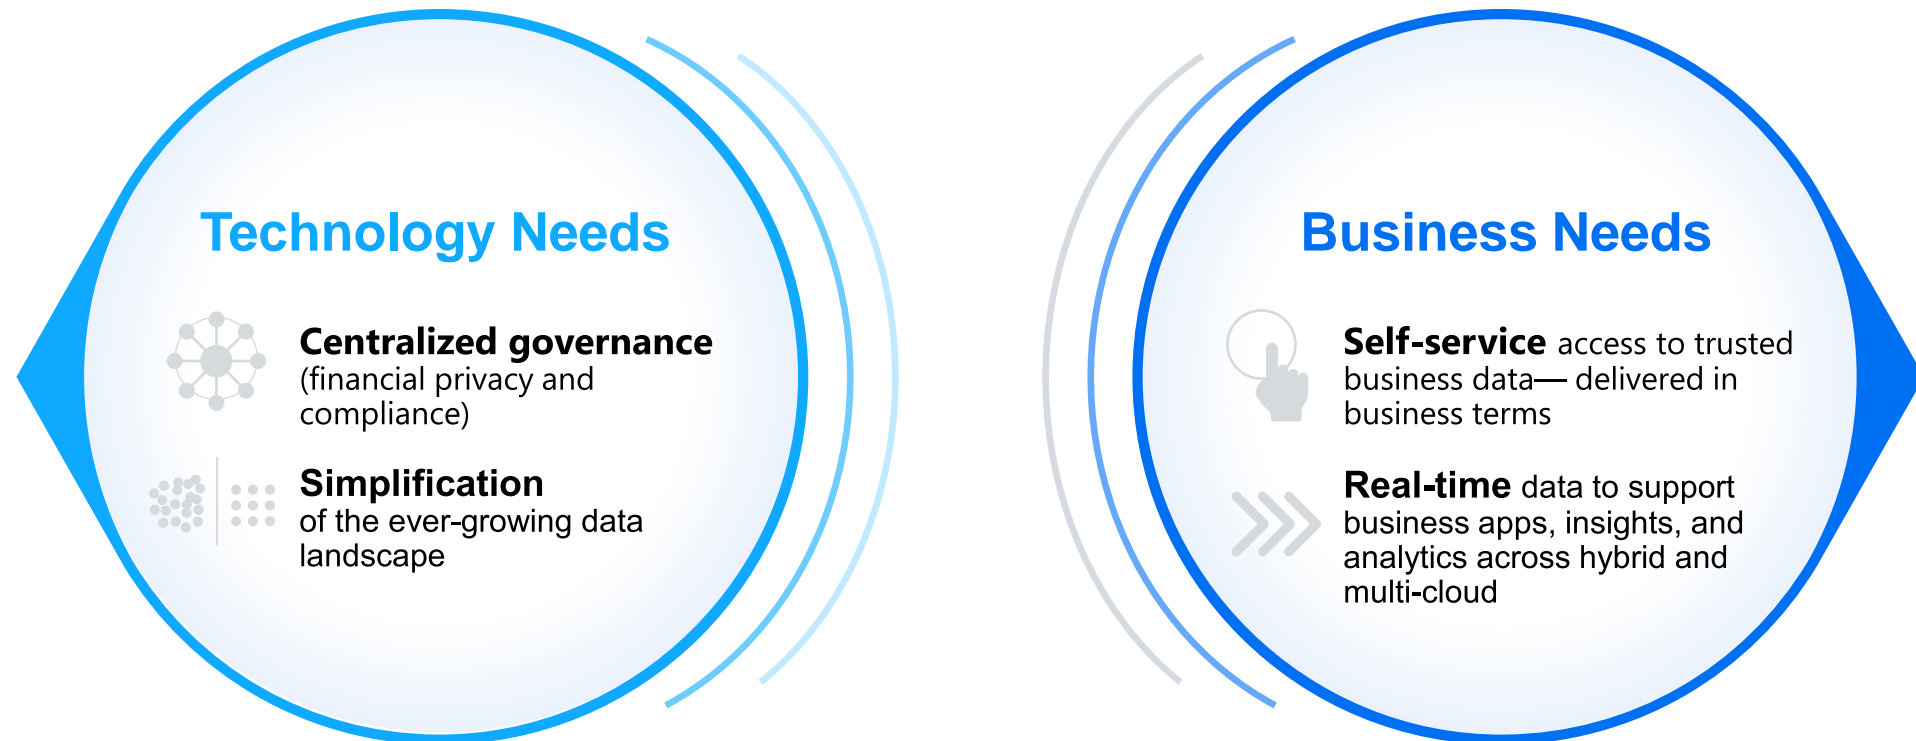 Technology Needs
Centralized governance
(financial privacy and
compliance)
Simplification
of the ever-growing data
landscape
Business Needs
Self-service access to trusted
business data— delivered in
business terms
Real-time data to support
business apps, insights, and
analytics across hybrid and
multi-cloud